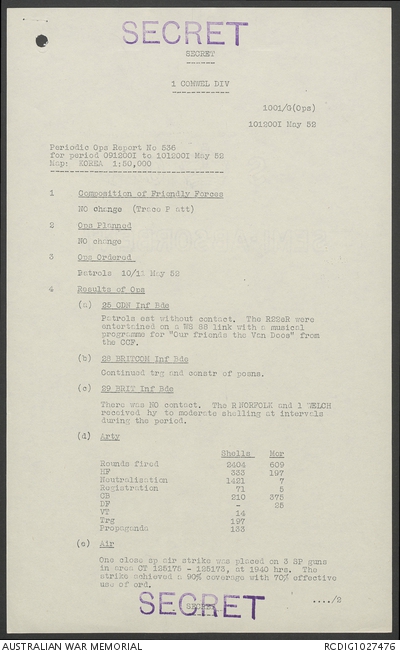 SECRET
SECRET
1 COMWEL DIV
1001/G(Ops)
101200I May 52
Periodic Ops Report No 536
for period 091200I to 101200I May 52
Map: KOREA 1:50,000
1 Composition of Friendly Forces
NO change (Trace P att)
2 Ops Planned
NO change
3 Ops Ordered
Patrols 10/11 May 52
4 Results of Ops
(a) 25 CDN Inf Bde
Patrols est without contact. The R22eR were
entertained on a WS 88 link with a musical
programme for "Our friends the Van Doos" from
the CCF.
(b) 28 BRITCOM Inf Bde
Continued trg and constr of posns.
(c) 29 BRIT Inf Bde
There was NO contact. The R NORFOLK and 1 WELCH
received hy to moderate shelling at intervals
during the period.
(d) Arty
Shells Mor
Rounds fired 2404 609
HF 333 197
Neutralisation 1421 7
Registration 71 5
CB 210 375
DF - 25
VT 14
Trg 197
Propaganda 133
(e) Air
One close sp air strike was placed on 3 SP guns
in area CY 125175 - 125173, at 1940 hrs. The
strike achieved a 90% coverage with 70% effective
use of ord.
..../2
SECRET
SECRET
AUSTRALIAN WAR MEMORIAL
RCDIG1027476